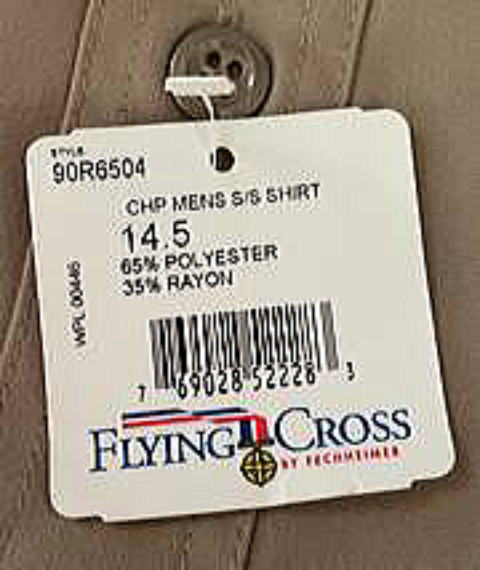 STYLE
90R6504
CHP MENS S/S SHIRT
14.5
65% POLYESTER
35% RAYON
WPL 00446
7 69028 52228 3
FLYING CROSS
BY FECHHEIMER